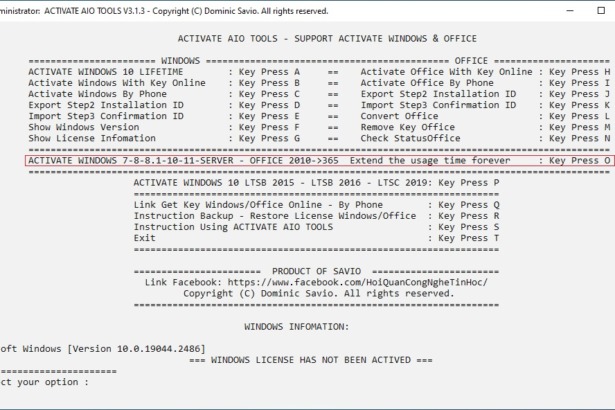 ministrator: ACTIVATE AIO TOOLS V3.1.3 - Copyright (C) Dominic Savio. All rights reserved.
ACTIVATE AIO TOOLS - SUPPORT ACTIVATE WINDOWS & OFFICE
==================== WINDOWS ====================================== OFFICE ===================
ACTIVATE WINDOWS 10 LIFETIME : Key Press A == Activate Office With Key Online : Key Press H
Activate Windows With Key Online : Key Press B == Activate Office By Phone : Key Press I
Activate Windows By Phone : Key Press C == Export Step2 Installation ID : Key Press J
Export Step2 Installation ID : Key Press D == Import Step3 Confirmation ID : Key Press K
Import Step3 Confirmation ID : Key Press E == Convert Office : Key Press L
Show Windows Version : Key Press F == Remove Key Office : Key Press M
Show License Infomation : Key Press G == Check StatusOffice : Key Press N
ACTIVATE WINDOWS 7-8-8.1-10-11-SERVER - OFFICE 2010->365 Extend the usage time forever : Key Press O
ACTIVATE WINDOWS 10 LTSB 2015 - LTSB 2016 - LTSC 2019: Key Press P
Link Get Key Windows/Office Online - By Phone : Key Press Q
Instruction Backup - Restore License Windows/Office : Key Press R
Instruction Using ACTIVATE AIO TOOLS : Key Press S
Exit : Key Press T
===================== PRODUCT OF SAVIO =====================
Link Facebook: https://www.facebook.com/HoiQuanCongNgheTinHoc/
Copyright (C) Dominic Savio. All rights reserved.
WINDOWS INFOMATION:
oft Windows [Version 10.0.19044.2486]
=== WINDOWS LICENSE HAS NOT BEEN ACTIVED ===
ct your option :